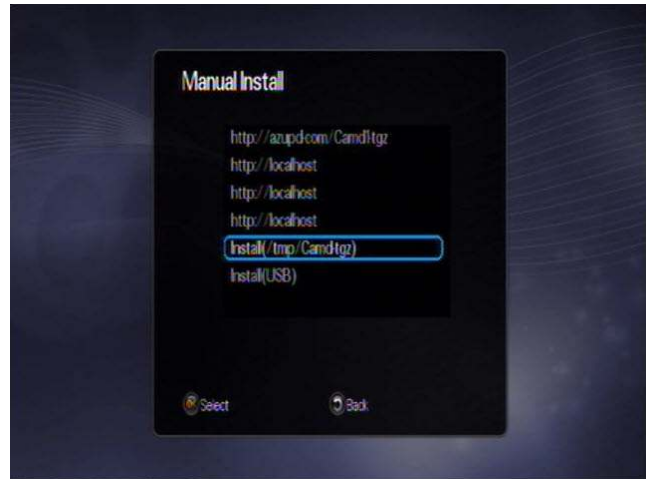 Manual Install
http://azupd.com/Camd1.tgz
http://localhost
http://localhost
http://localhost
Install(/tmp/Camd.tgz)
Install(USB)
Select
Back